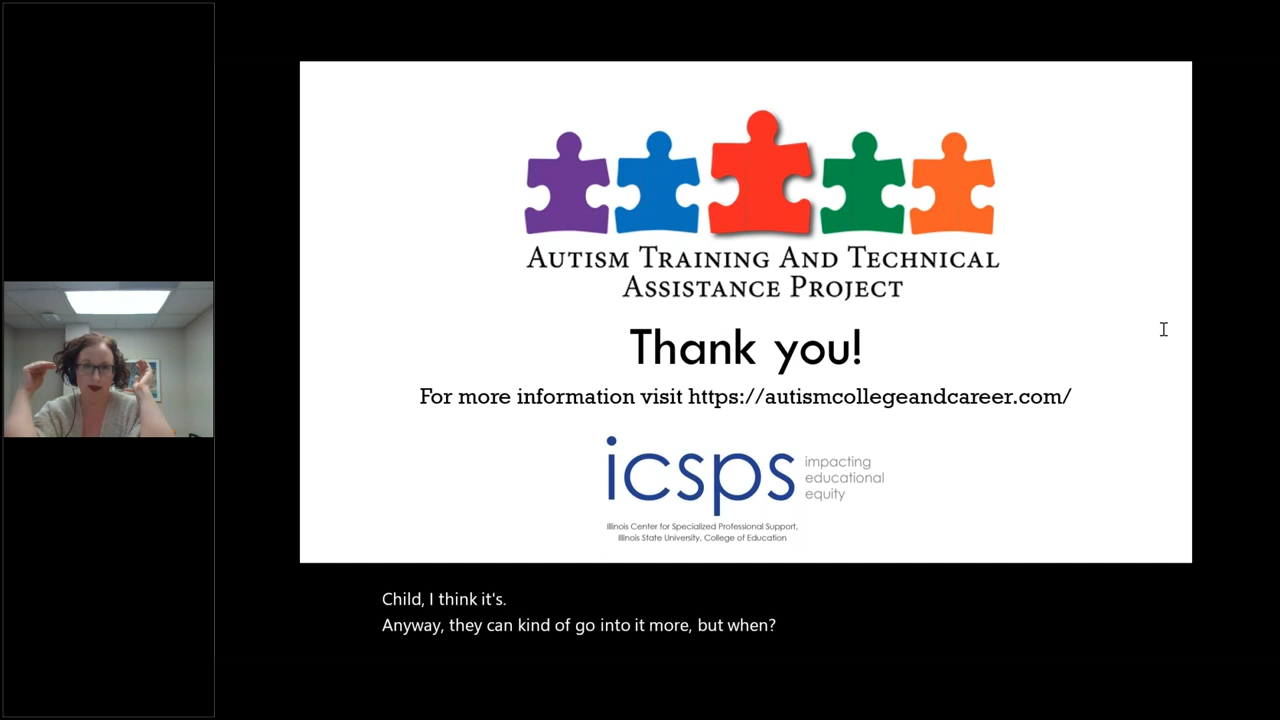 AUTISM TRAINING AND TECHNICAL
ASSISTANCE PROJECT
Thank you!
For more information visit https://autismcollegeandcareer.com/
icsps
impacting
educational
equity
Illinois Center for Specialized Professional Support,
Illinois State University, College of Education
Child, I think it's.
Anyway, they can kind of go into it more, but when?